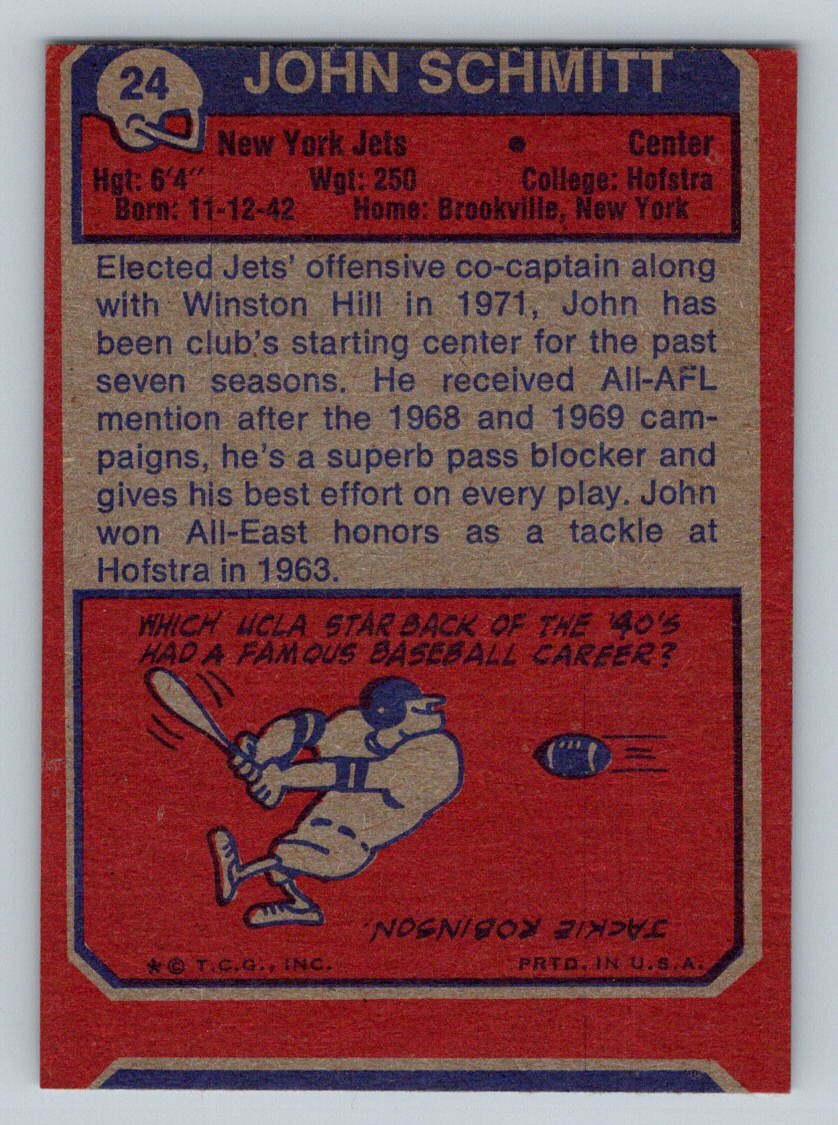 24 JOHN SCHMITT
New York Jets • Center
Hgt: 6'4" Wgt: 250 College: Hofstra
Born: 11-12-42 Home: Brookville, New York
Elected Jets' offensive co-captain along
with Winston Hill in 1971, John has
been club's starting center for the past
seven seasons. He received All-AFL
mention after the 1968 and 1969 cam-
paigns, he's a superb pass blocker and
gives his best effort on every play. John
won All-East honors as a tackle at
Hofstra in 1963.
WHICH UCLA STAR BACK OF THE '40'S
HAD A FAMOUS BASEBALL CAREER?
JACKIE ROBINSON.
*© T.C.G., INC. PRTD. IN U.S.A.